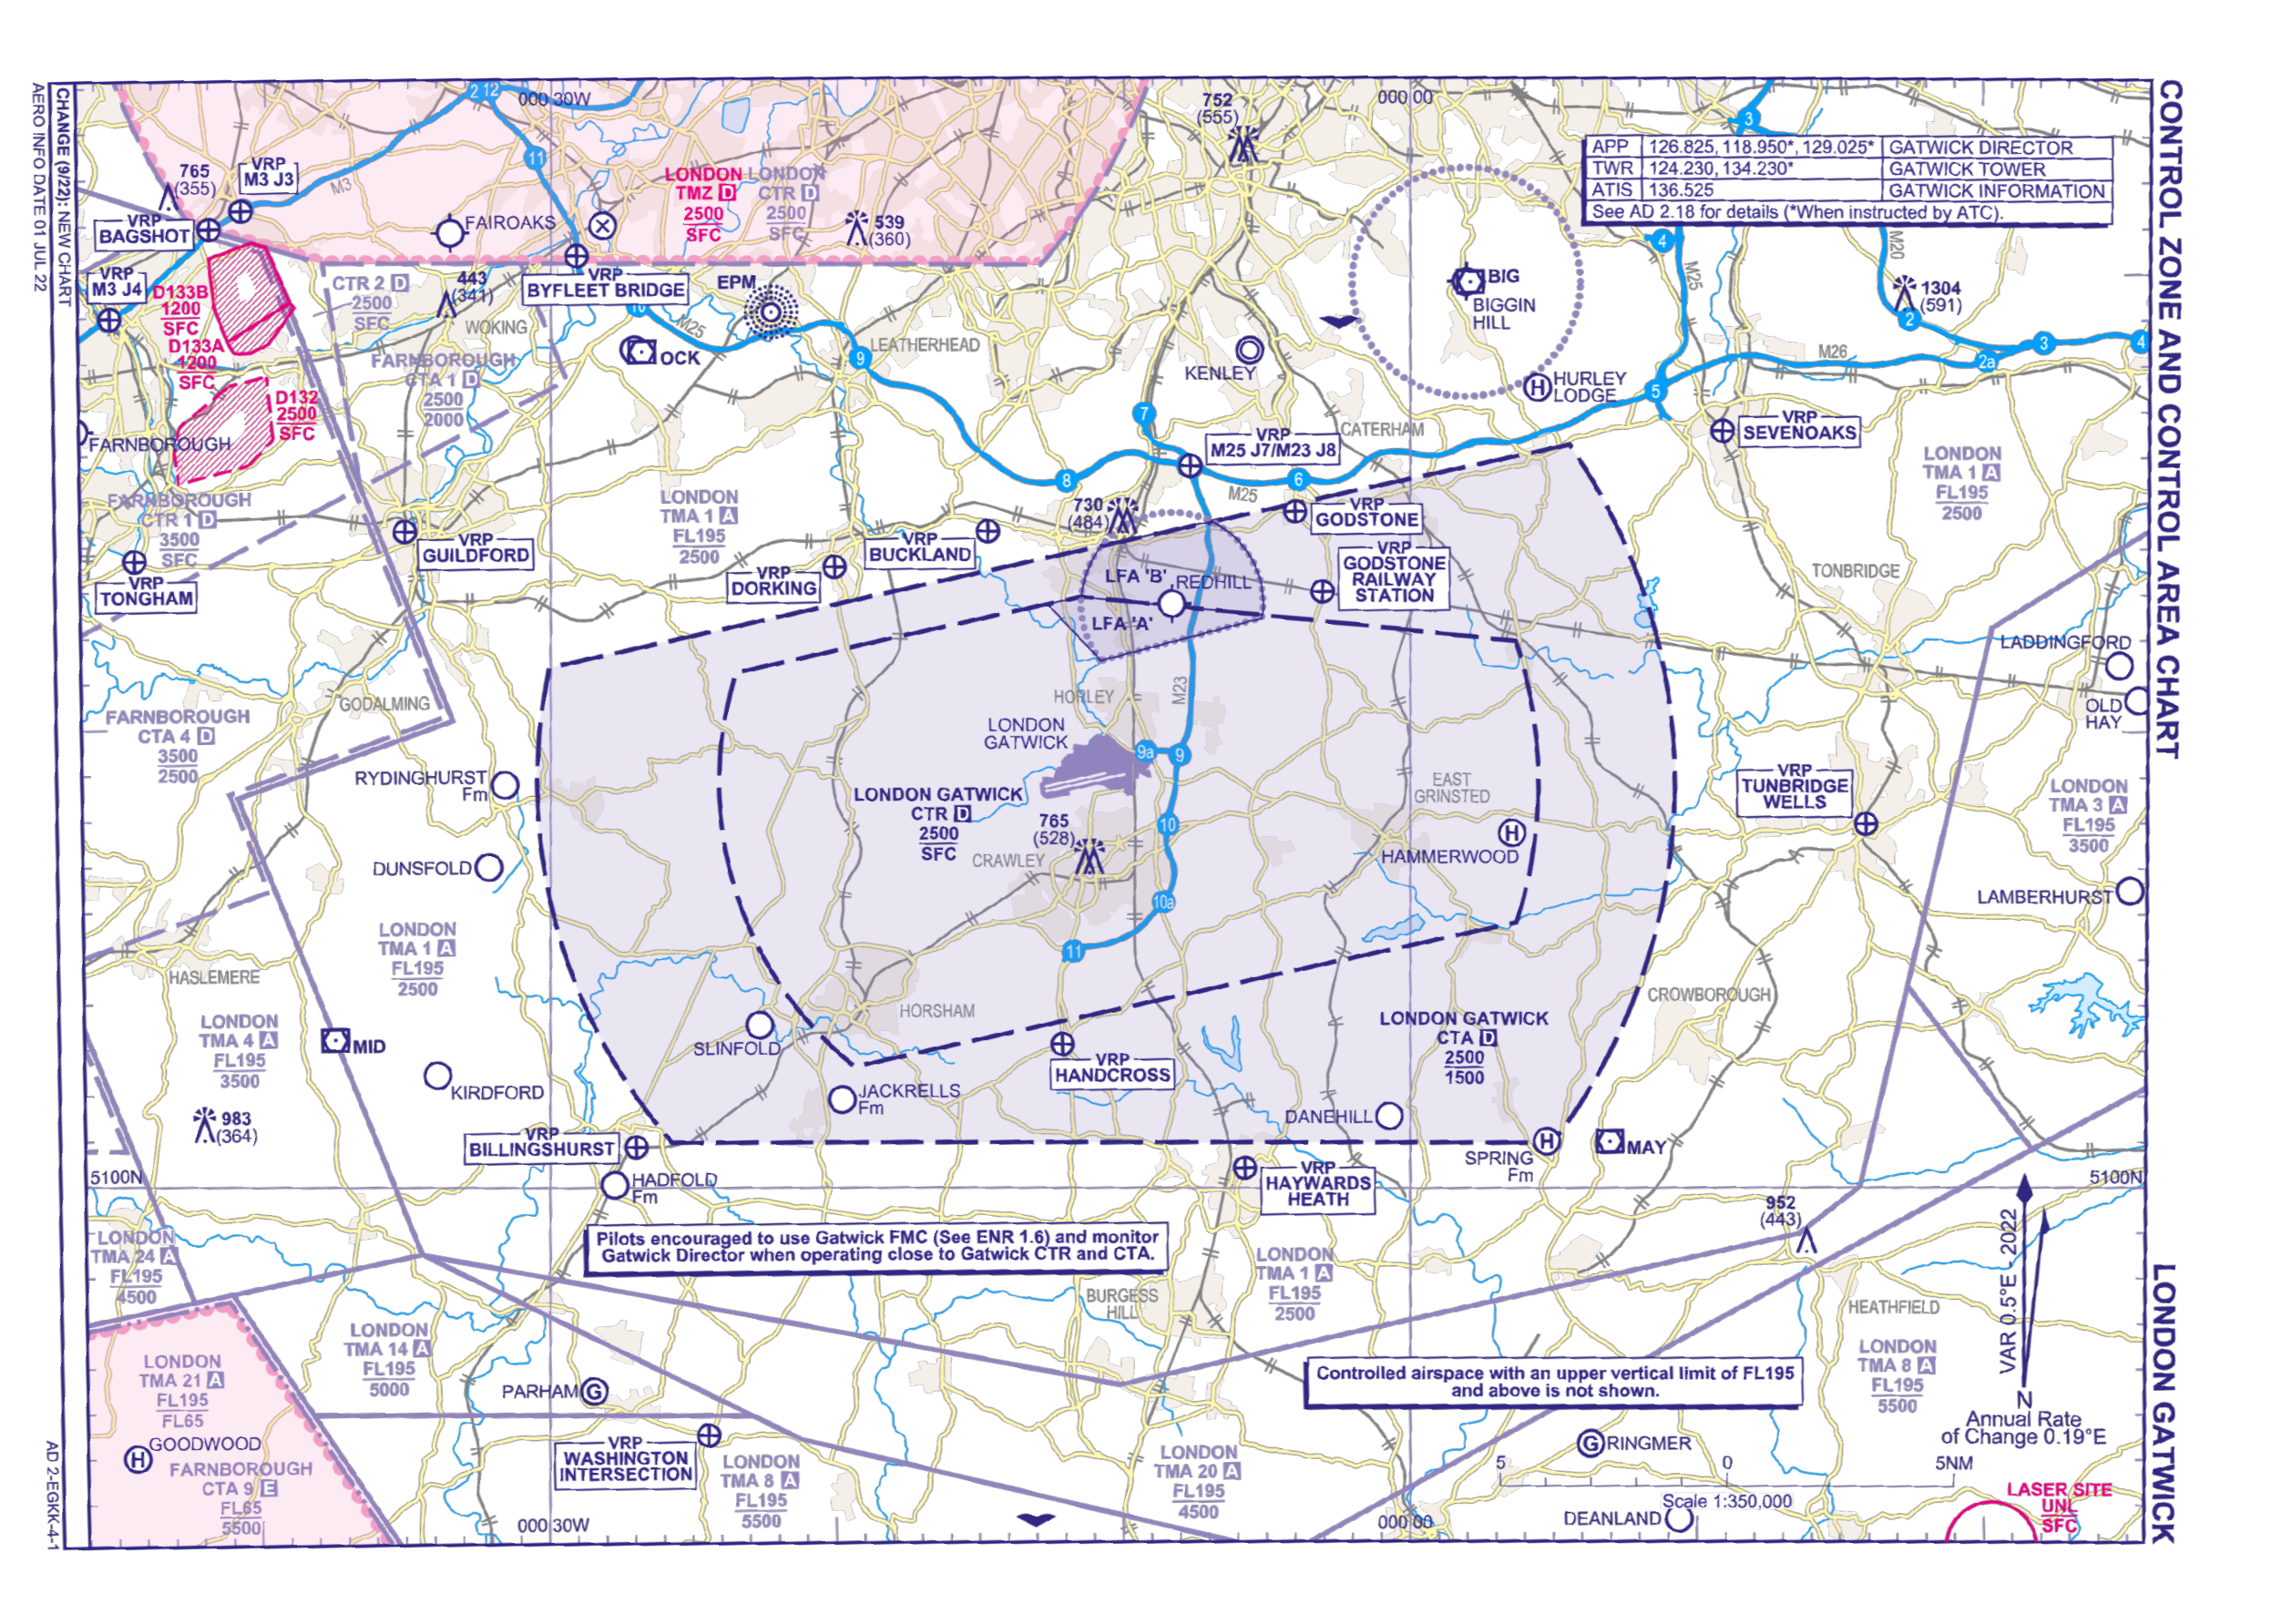 CONTROL ZONE AND CONTROL AREA CHART
LONDON GATWICK
CHANGE (9/22): NEW CHART
AERO INFO DATE 01 JUL 22
AD 2-EGKK-4-1
APP 126.825, 118.950*, 129.025* GATWICK DIRECTOR
TWR 124.230, 134.230* GATWICK TOWER
ATIS 136.525 GATWICK INFORMATION
See AD 2.18 for details (*When instructed by ATC).
2 12
000 30W
752
(555)
000 00
3
11
765
(355)
VRP
M3 J3
M3
LONDON
TMZ D
2500
SFC
LONDON
CTR D
2500
SFC
539
(360)
FAIROAKS
VRP
BAGSHOT
4
M25
M20
VRP
M3 J4
D133B
1200
SFC
D133A
1200
SFC
CTR 2 D
2500
SFC
443
(341)
WOKING
VRP
BYFLEET BRIDGE
EPM
10
M25
BIG
BIGGIN
HILL
1304
(591)
2
M26
3
4
2a
OCK
9
LEATHERHEAD
KENLEY
FARNBOROUGH
CTA 1 D
2500
2000
D132
2500
SFC
FARNBOROUGH
7
HURLEY
LODGE
5
CATERHAM
VRP
SEVENOAKS
VRP
M25 J7/M23 J8
8
6
M25
LONDON
TMA 1 A
FL195
2500
FARNBOROUGH
CTR 1 D
3500
SFC
LONDON
TMA 1 A
FL195
2500
730
(484)
VRP
GODSTONE
VRP
GUILDFORD
VRP
BUCKLAND
VRP
GODSTONE
RAILWAY
STATION
VRP
TONGHAM
VRP
DORKING
LFA 'B'
REDHILL
LFA 'A'
TONBRIDGE
LADDINGFORD
GODALMING
HORLEY
M23
OLD
HAY
FARNBOROUGH
CTA 4 D
3500
2500
LONDON
GATWICK
9a
9
RYDINGHURST
Fm
LONDON GATWICK
CTR D
2500
SFC
EAST
GRINSTED
VRP
TUNBRIDGE
WELLS
LONDON
TMA 3 A
FL195
3500
765
(528)
10
CRAWLEY
HAMMERWOOD
DUNSFOLD
10a
LAMBERHURST
LONDON
TMA 1 A
FL195
2500
11
HASLEMERE
HORSHAM
CROWBOROUGH
LONDON
TMA 4 A
FL195
3500
MID
SLINFOLD
LONDON GATWICK
CTA D
2500
1500
VRP
HANDCROSS
KIRDFORD
JACKRELLS
Fm
983
(364)
DANEHILL
VRP
BILLINGSHURST
SPRING
Fm
MAY
5100N
HADFOLD
Fm
VRP
HAYWARDS
HEATH
5100N
952
(443)
Pilots encouraged to use Gatwick FMC (See ENR 1.6) and monitor
Gatwick Director when operating close to Gatwick CTR and CTA.
LONDON
TMA 24 A
FL195
4500
LONDON
TMA 1 A
FL195
2500
BURGESS
HILL
HEATHFIELD
VAR 0.5°E - 2022
LONDON
TMA 14 A
FL195
5000
LONDON
TMA 8 A
FL195
5500
LONDON
TMA 21 A
FL195
FL65
Controlled airspace with an upper vertical limit of FL195
and above is not shown.
PARHAM G
N
Annual Rate
of Change 0.19°E
GOODWOOD
FARNBOROUGH
CTA 9 E
FL65
5500
VRP
WASHINGTON
INTERSECTION
LONDON
TMA 8 A
FL195
5500
LONDON
TMA 20 A
FL195
4500
G RINGMER
5 0 5NM
Scale 1:350,000
DEANLAND
LASER SITE
UNL
SFC
000 30W
000 00